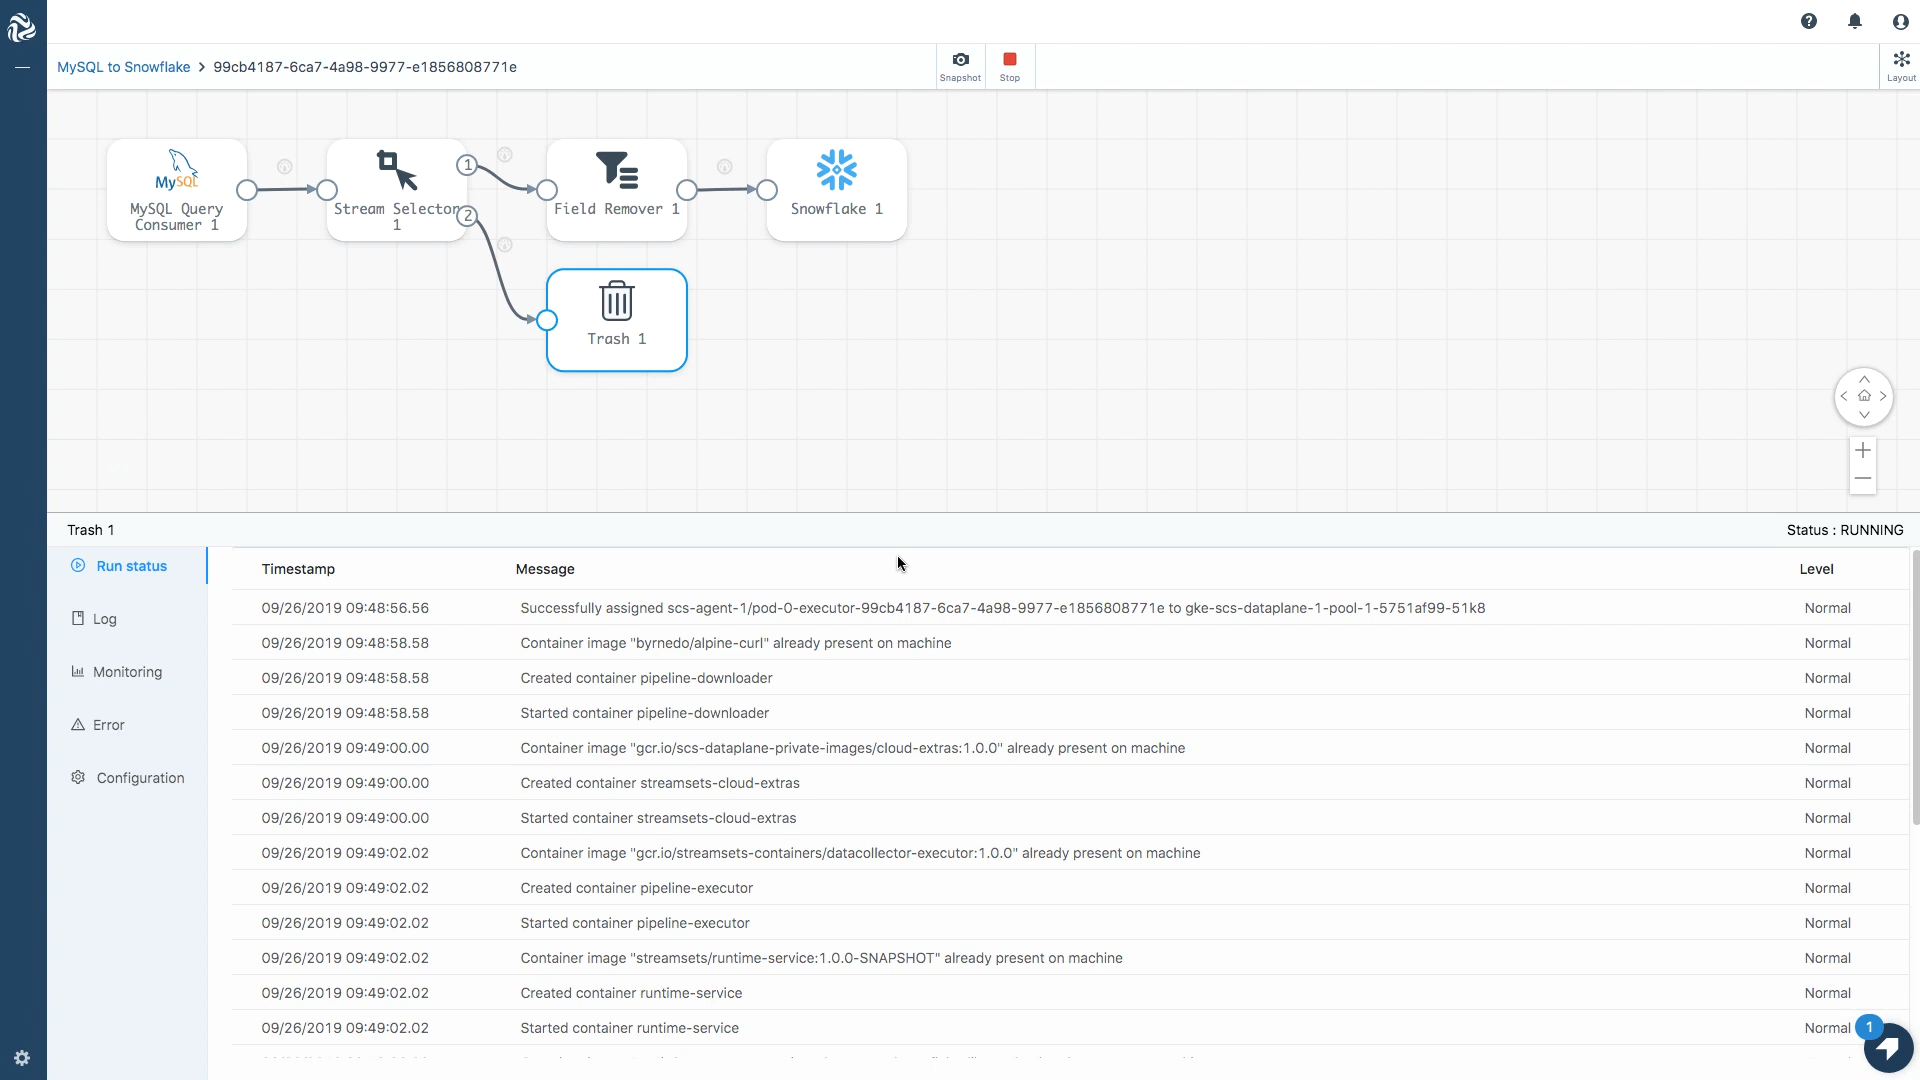 MySQL to Snowflake > 99cb4187-6ca7-4a98-9977-e1856808771e
Snapshot
Stop
Layout
MySQL
MySQL Query
Consumer 1
Stream Selector
1
1
2
Field Remover 1
Snowflake 1
Trash 1
Trash 1
Status : RUNNING
Run status
Log
Monitoring
Error
Configuration
Timestamp Message Level
09/26/2019 09:48:56.56 Successfully assigned scs-agent-1/pod-0-executor-99cb4187-6ca7-4a98-9977-e1856808771e to gke-scs-dataplane-1-pool-1-5751af99-51k8 Normal
09/26/2019 09:48:58.58 Container image "byrnedo/alpine-curl" already present on machine Normal
09/26/2019 09:48:58.58 Created container pipeline-downloader Normal
09/26/2019 09:48:58.58 Started container pipeline-downloader Normal
09/26/2019 09:49:00.00 Container image "gcr.io/scs-dataplane-private-images/cloud-extras:1.0.0" already present on machine Normal
09/26/2019 09:49:00.00 Created container streamsets-cloud-extras Normal
09/26/2019 09:49:00.00 Started container streamsets-cloud-extras Normal
09/26/2019 09:49:02.02 Container image "gcr.io/streamsets-containers/datacollector-executor:1.0.0" already present on machine Normal
09/26/2019 09:49:02.02 Created container pipeline-executor Normal
09/26/2019 09:49:02.02 Started container pipeline-executor Normal
09/26/2019 09:49:02.02 Container image "streamsets/runtime-service:1.0.0-SNAPSHOT" already present on machine Normal
09/26/2019 09:49:02.02 Created container runtime-service Normal
09/26/2019 09:49:02.02 Started container runtime-service Normal
1